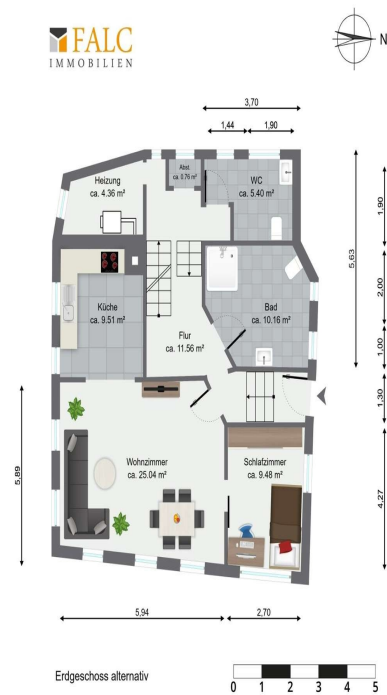 FALC
IMMOBILIEN
N
3,70
1,44
1,90
Abst.
ca. 0.76 m²
Heizung
ca. 4.36 m²
WC
ca. 5.40 m²
1,90
5,63
2,00
Küche
ca. 9.51 m²
Bad
ca. 10.16 m²
Flur
ca. 11.56 m²
1,00
1,30
5,89
Wohnzimmer
ca. 25.04 m²
Schlafzimmer
ca. 9.48 m²
4,27
5,94
2,70
Erdgeschoss alternativ
0 1 2 3 4 5